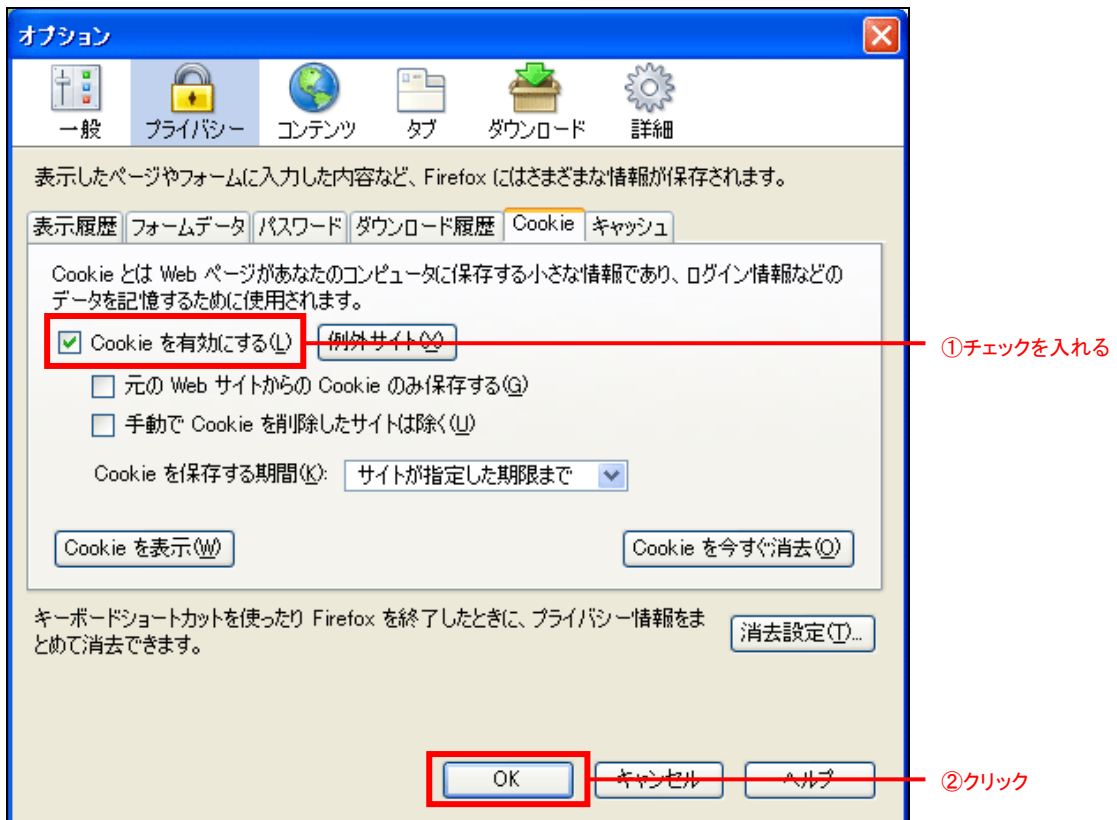 オプション
一般 プライバシー コンテンツ タブ ダウンロード 詳細
表示したページやフォームに入力した内容など、Firefox にはさまざまな情報が保存されます。
表示履歴 フォームデータ パスワード ダウンロード履歴 Cookie キャッシュ
Cookie とは Web ページがあなたのコンピュータに保存する小さな情報であり、ログイン情報などの
データを記憶するために使用されます。
Cookie を有効にする(L) 例外サイト(X) ①チェックを入れる
元の Web サイトからの Cookie のみ保存する(G)
手動で Cookie を削除したサイトは除く(U)
Cookie を保存する期間(K): サイトが指定した期限まで
Cookie を表示(W) Cookie を今すぐ消去(O)
キーボードショートカットを使ったり Firefox を終了したときに、プライバシー情報をま
とめて消去できます。
消去設定(T)...
OK キャンセル ヘルプ ②クリック